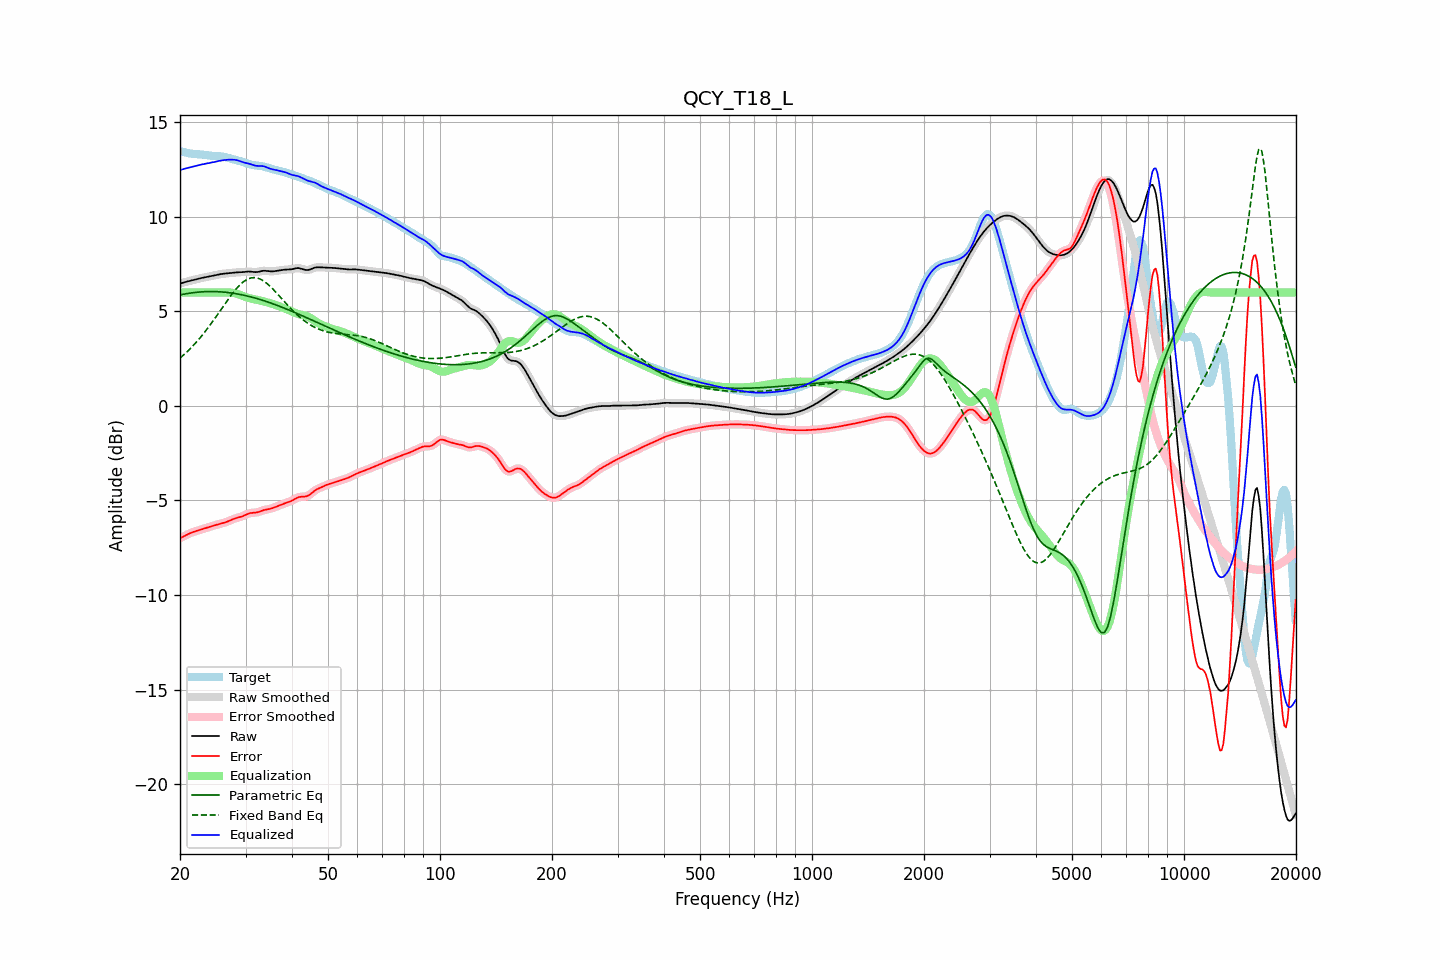 QCY_T18_L
15
10
5
0
−5
−10
−15
−20
Amplitude (dBr)
Target
Raw Smoothed
Error Smoothed
Raw
Error
Equalization
Parametric Eq
Fixed Band Eq
Equalized
20 50 100 200 500 1000 2000 5000 10000 20000
Frequency (Hz)